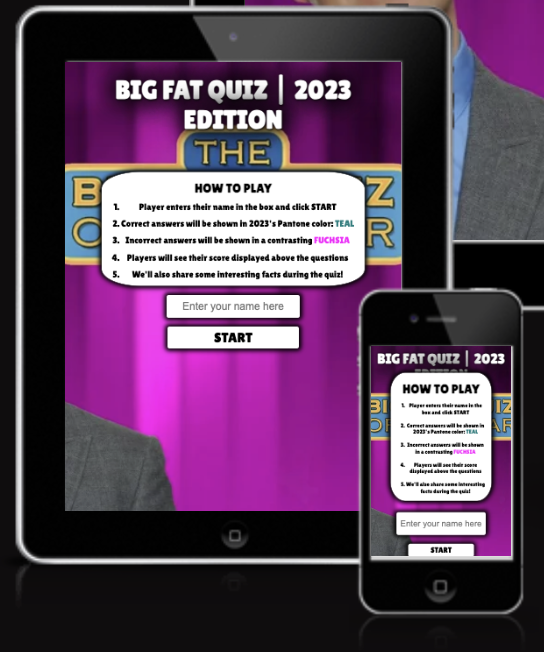 BIG FAT QUIZ | 2023
EDITION
THE
B Z
O R
HOW TO PLAY
1. Player enters their name in the box and click START
2. Correct answers will be shown in 2023's Pantone color: TEAL
3. Incorrect answers will be shown in a contrasting FUCHSIA
4. Players will see their score displayed above the questions
5. We'll also share some interesting facts during the quiz!
Enter your name here
START
BIG FAT QUIZ | 2023
EDITION
BI IZ
OF AR
HOW TO PLAY
1. Player enters their name in the
box and click START
2. Correct answers will be shown in
2023's Pantone color: TEAL
3. Incorrect answers will be shown
in a contrasting FUCHSIA
4. Players will see their score
displayed above the questions
5. We'll also share some interesting
facts during the quiz!
Enter your name here
START